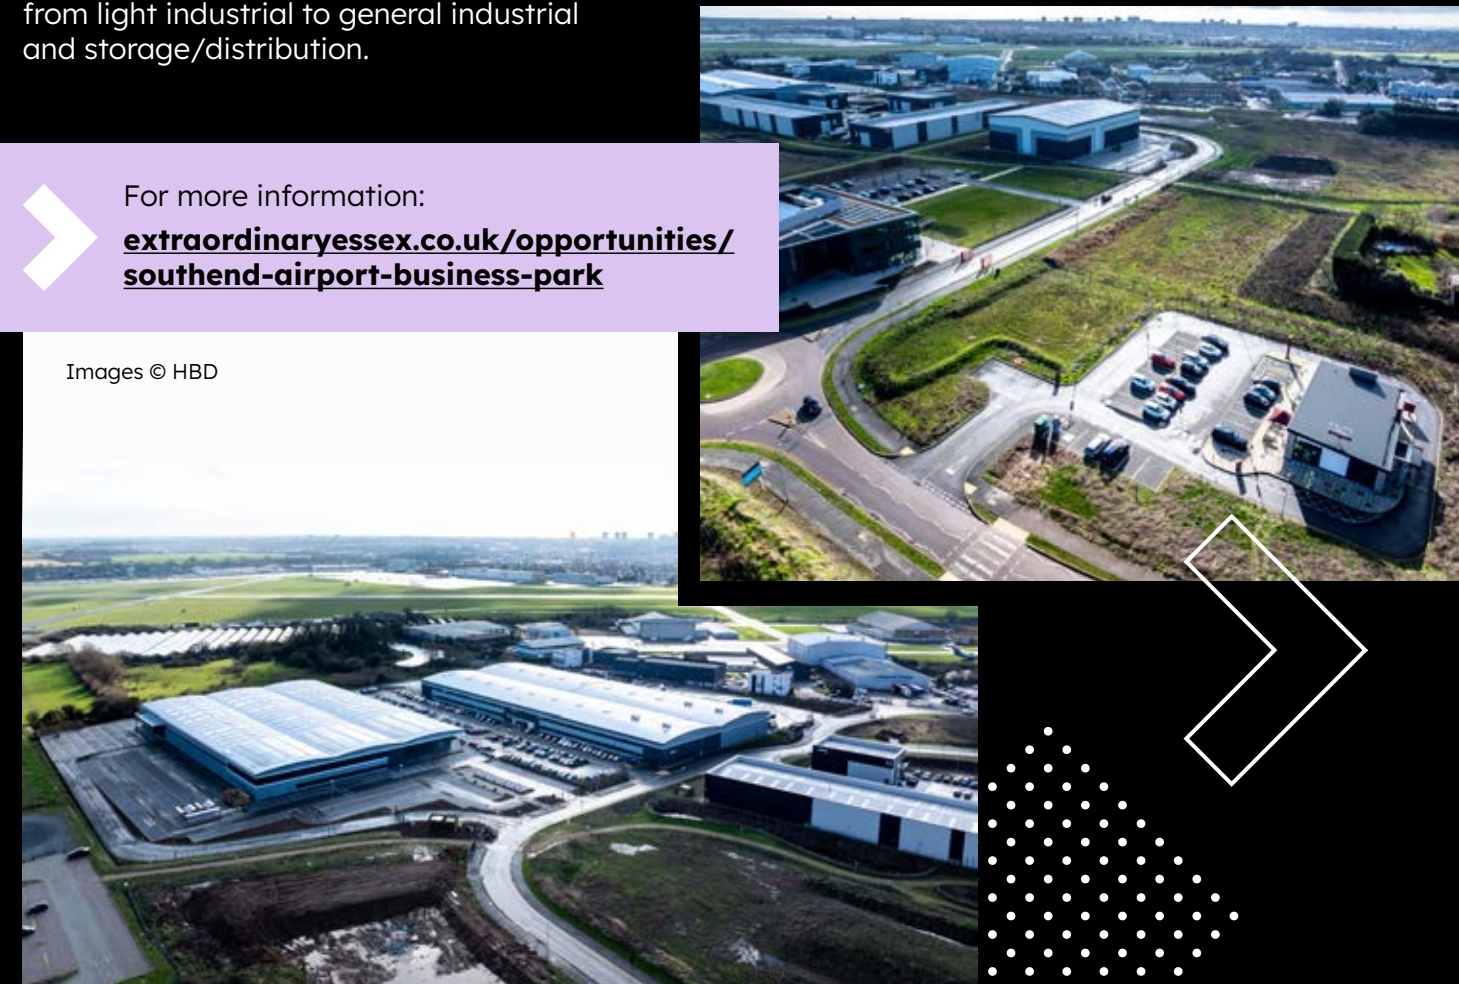 from light industrial to general industrial
and storage/distribution.
For more information:
extraordinaryessex.co.uk/opportunities/
southend-airport-business-park
Images © HBD